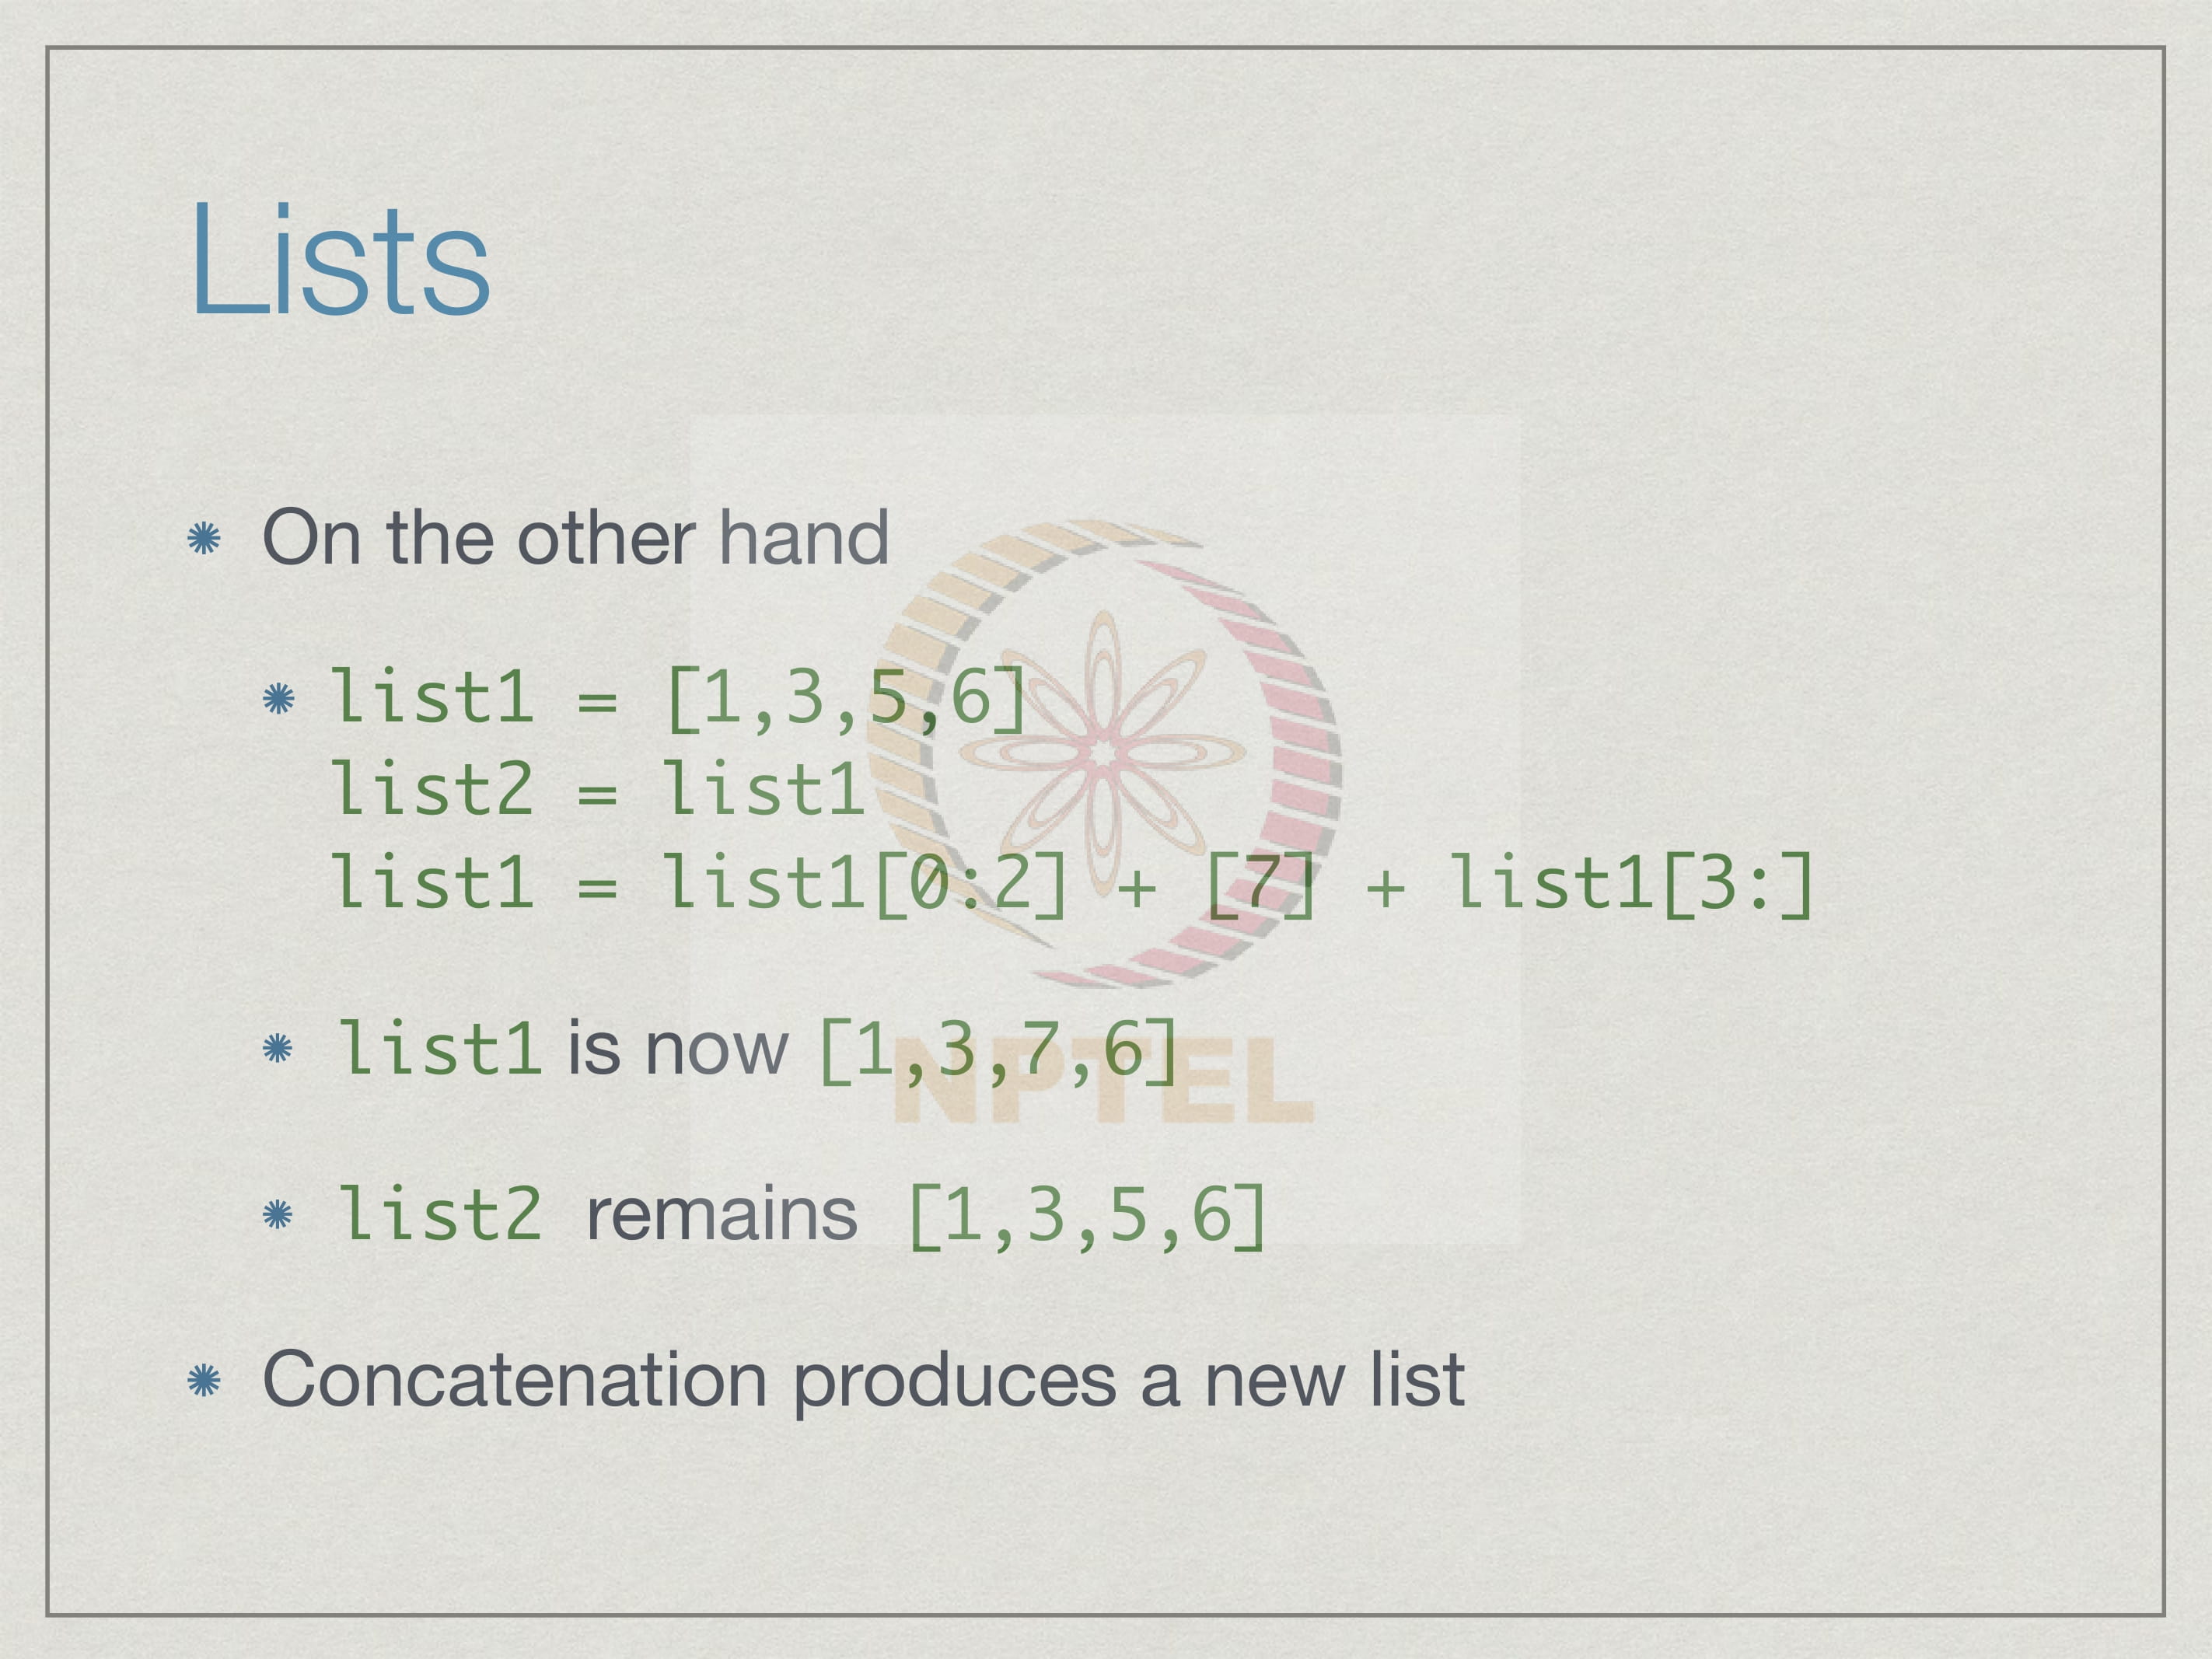 Lists
On the other hand
list1 = [1,3,5,6]
list2 = list1
list1 = list1[0:2] + [7] + list1[3:]
list1 is now [1,3,7,6]
NPTEL
list2 remains [1,3,5,6]
Concatenation produces a new list